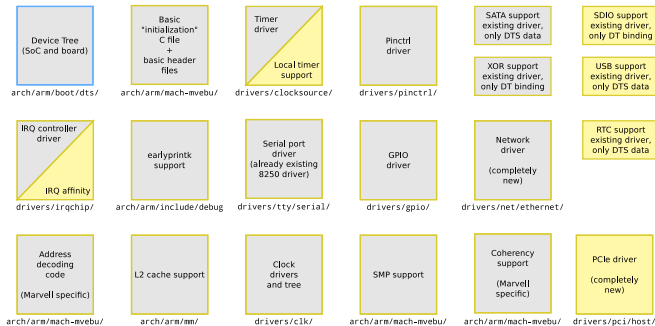 Device Tree
(SoC and board)
arch/arm/boot/dts/
Basic
"initialization"
C file
+
basic header
files
arch/arm/mach-mvebu/
Timer
driver
Local timer
support
drivers/clocksource/
Pinctrl
driver
drivers/pinctrl/
SATA support
existing driver,
only DTS data
XOR support
existing driver,
only DT binding
SDIO support
existing driver,
only DT binding
USB support
existing driver,
only DTS data
IRQ controller
driver
IRQ affinity
drivers/irqchip/
earlyprintk
support
arch/arm/include/debug
Serial port
driver
(already existing
8250 driver)
drivers/tty/serial/
GPIO
driver
drivers/gpio/
Network
driver
(completely
new)
drivers/net/ethernet/
RTC support
existing driver,
only DTS data
Address
decoding
code
(Marvell specific)
arch/arm/mach-mvebu/
L2 cache support
arch/arm/mm/
Clock
drivers
and tree
drivers/clk/
SMP support
arch/arm/mach-mvebu/
Coherency
support
(Marvell
specific)
arch/arm/mach-mvebu/
PCIe driver
(completely
new)
drivers/pci/host/